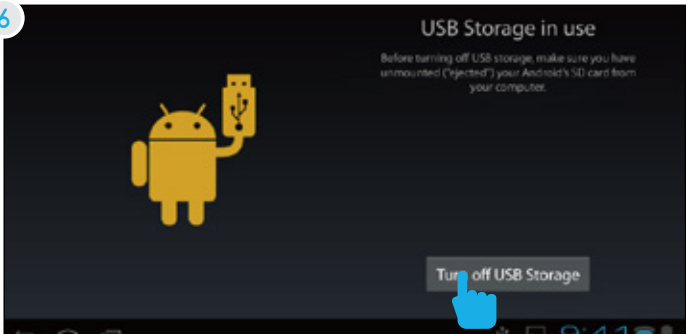 6
USB Storage in use
Before turning off USB storage, make sure you have
unmounted ("ejected") your Android's SD card from
your computer.
Turn off USB Storage